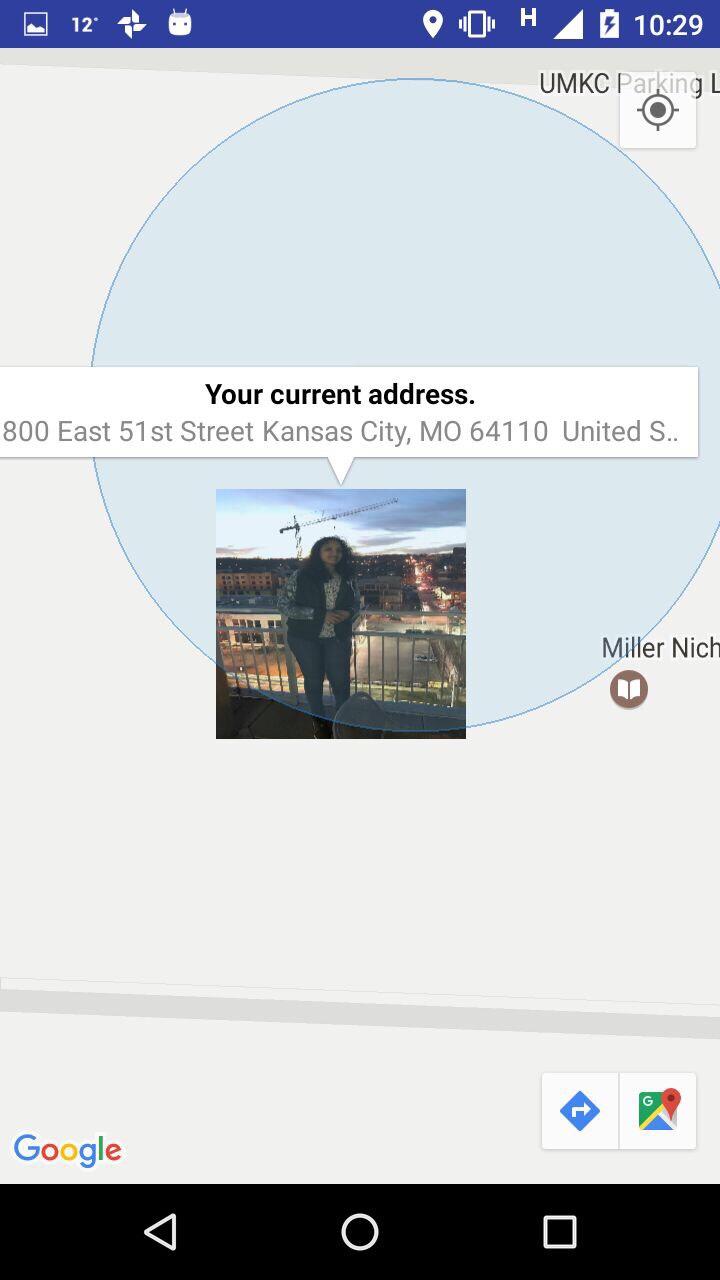 12°
H
10:29
UMKC Parking L
Your current address.
800 East 51st Street Kansas City, MO 64110 United S..
Miller Nich
G
Google